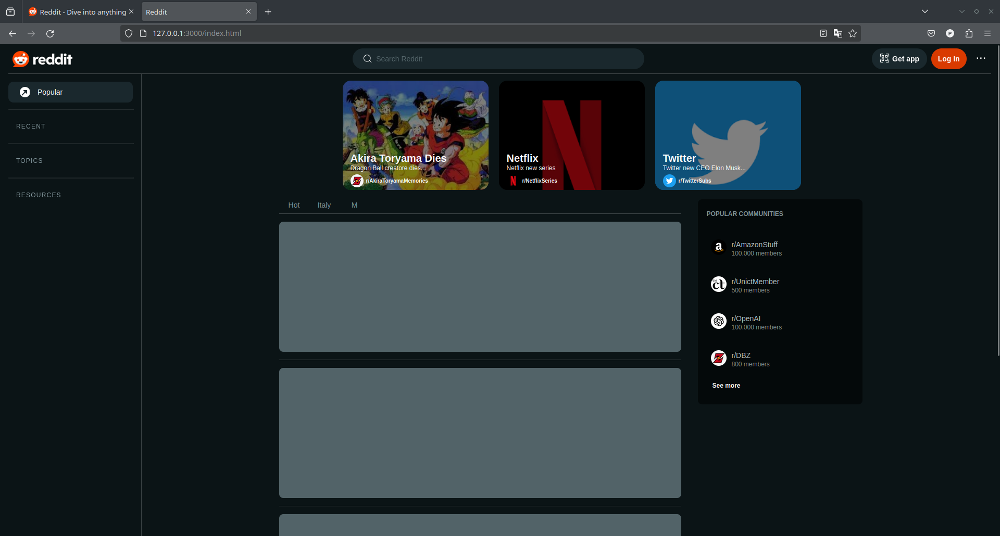 Reddit - Dive into anything
Reddit
127.0.0.1:3000/index.html
P
reddit
Search Reddit
Get app
Log In
Popular
RECENT
TOPICS
RESOURCES
Akira Toryama Dies
Dragon Ball creatore dies...
r/AkiraToryamaMemories
Netflix
Netflix new series
r/NetflixSeries
Twitter
Twitter new CEO Elon Musk...
r/TwitterSubs
Hot Italy M
POPULAR COMMUNITIES
r/AmazonStuff
100.000 members
r/UnictMember
500 members
r/OpenAI
100.000 members
r/DBZ
800 members
See more